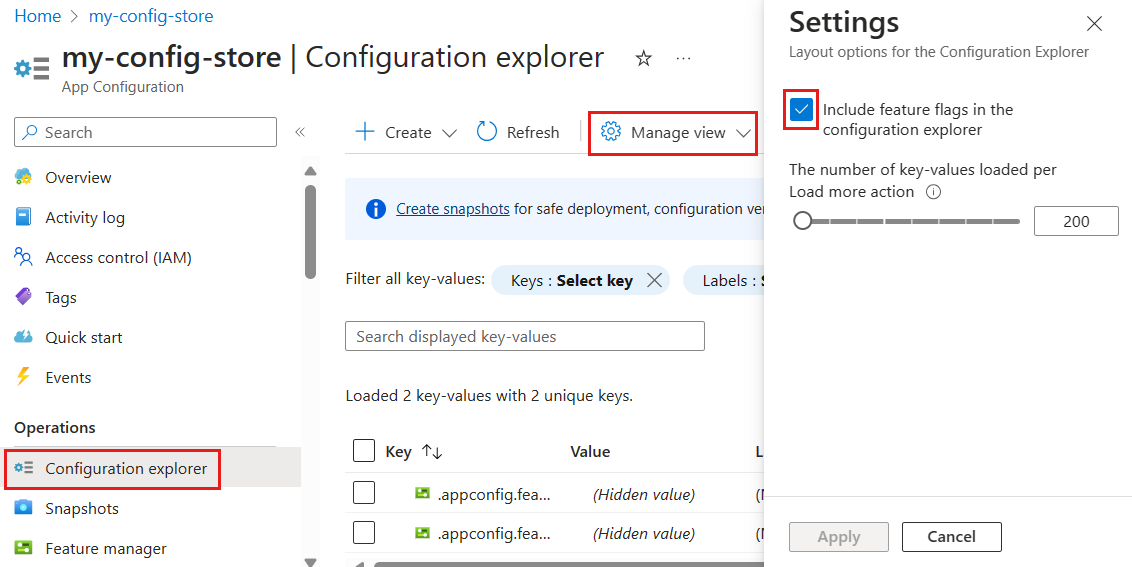 Home > my-config-store
my-config-store | Configuration explorer
App Configuration
Search
Overview
Activity log
Access control (IAM)
Tags
Quick start
Events
Operations
Configuration explorer
Snapshots
Feature manager
Create
Refresh
Manage view
Create snapshots for safe deployment, configuration ver
Filter all key-values:
Keys : Select key
Labels :
Search displayed key-values
Loaded 2 key-values with 2 unique keys.
Key
Value
.appconfig.fea...
(Hidden value)
.appconfig.fea...
(Hidden value)
Settings
Layout options for the Configuration Explorer
Include feature flags in the
configuration explorer
The number of key-values loaded per
Load more action
200
Apply
Cancel